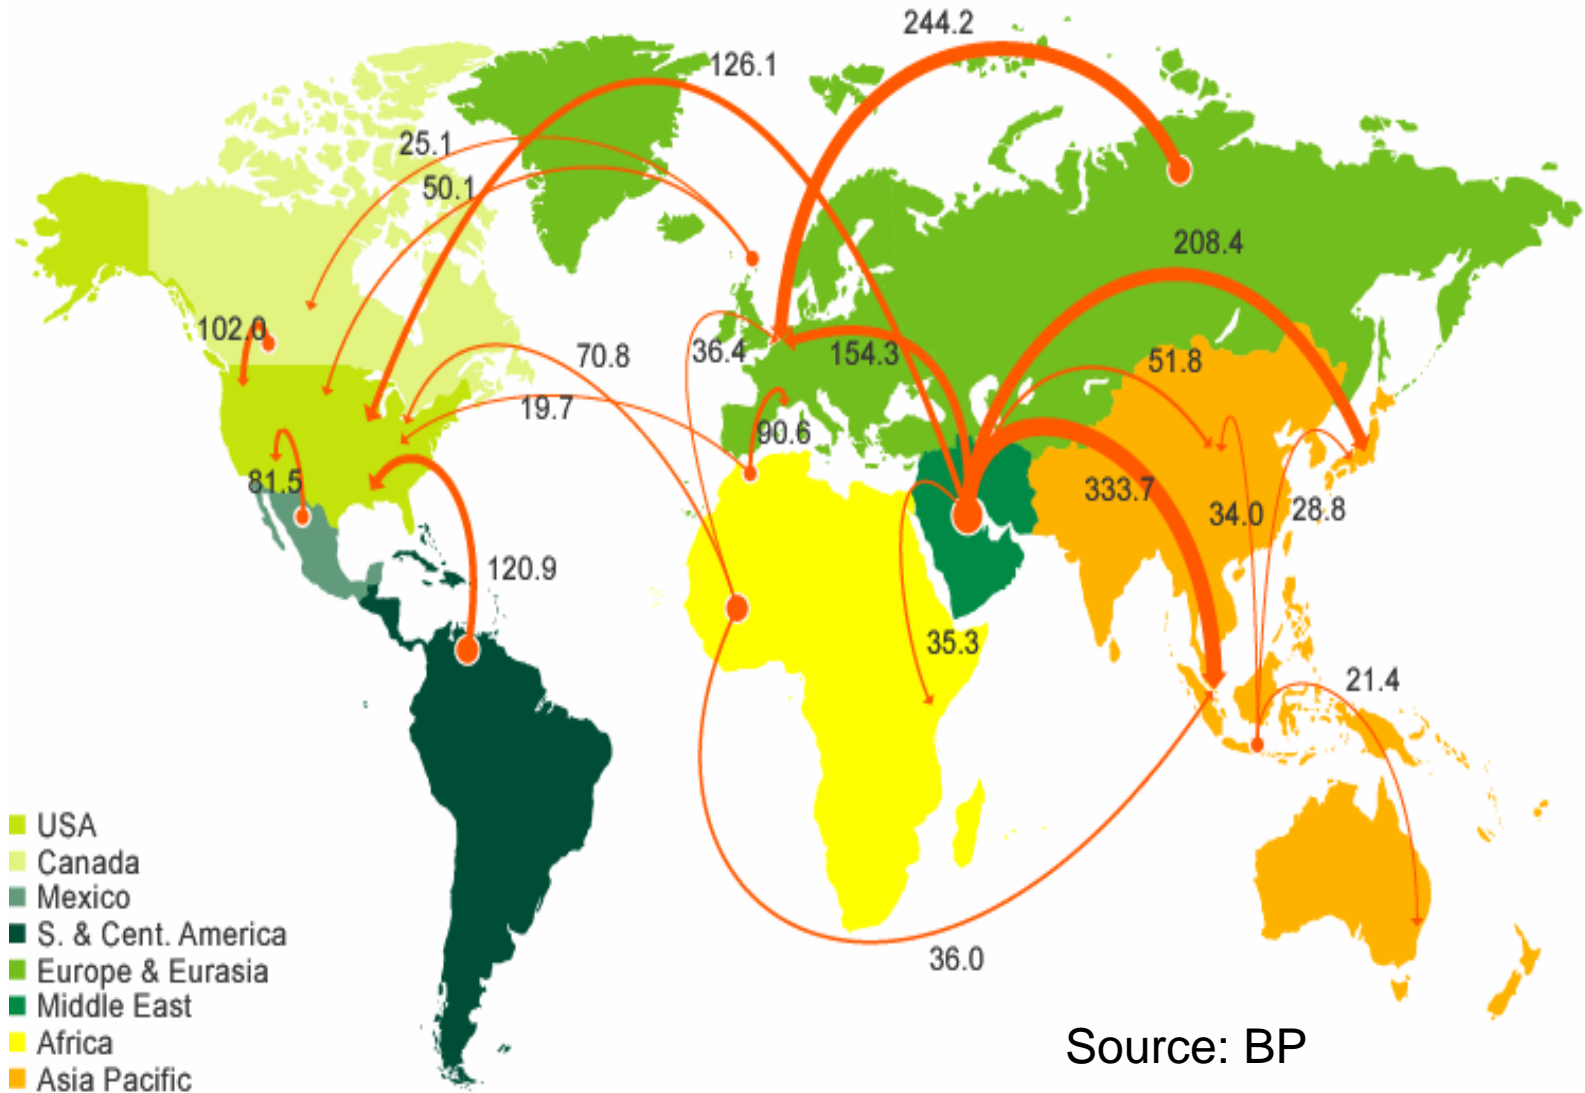 244.2
126.1
25.1
50.1
208.4
102.0
70.8
36.4
154.3
51.8
19.7
90.6
81.5
333.7
34.0
28.8
120.9
35.3
21.4
36.0
USA
Canada
Mexico
S. & Cent. America
Europe & Eurasia
Middle East
Africa
Asia Pacific
Source: BP